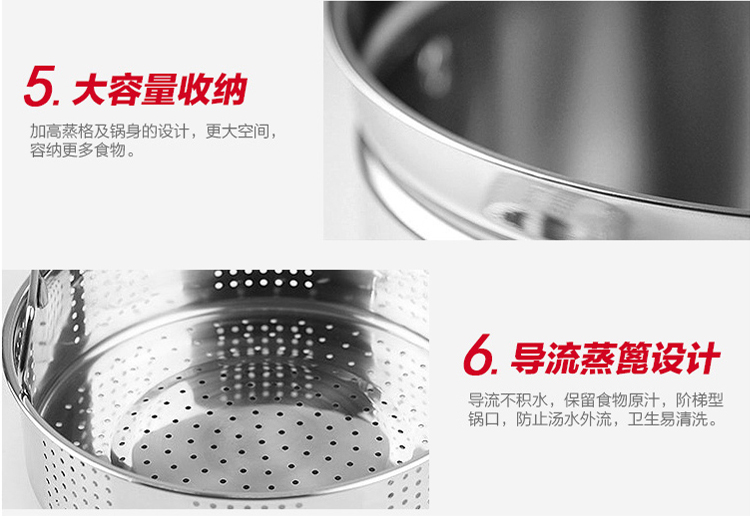 5. 大容量收纳
加高蒸格及锅身的设计，更大空间，
容纳更多食物。
6. 导流蒸篦设计
导流不积水，保留食物原汁，阶梯型
锅口，防止汤水外流，卫生易清洗。